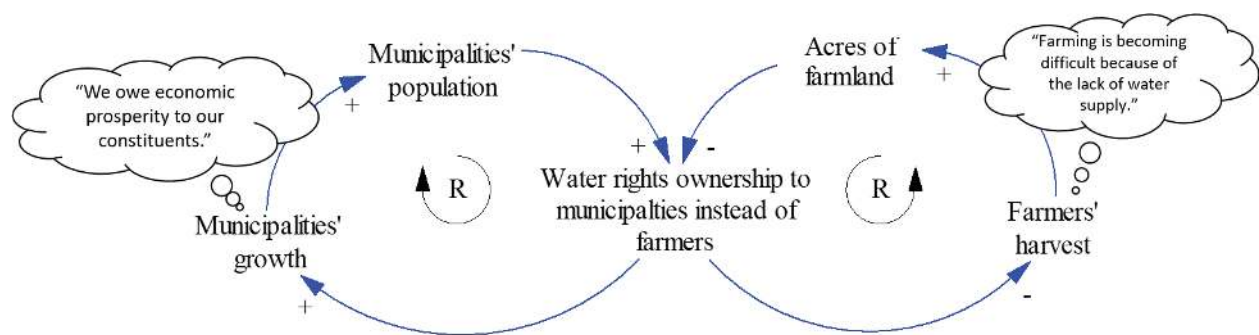 "We owe economic
prosperity to our
constituents."
+
Municipalities'
population
Municipalities'
growth
+
R
+
-
Water rights ownership to
municipalties instead of
farmers
Acres of
farmland
+
"Farming is becoming
difficult because of
the lack of water
supply."
R
Farmers'
harvest
-